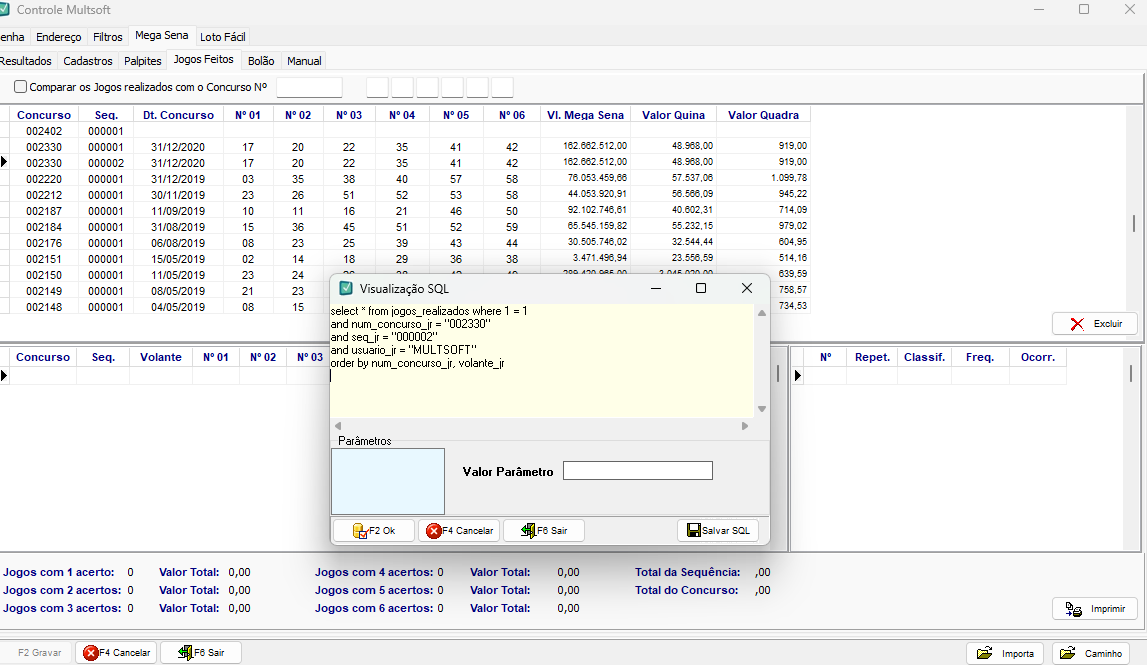 Controle Multsoft
enha Endereço Filtros Mega Sena Loto Fácil
Resultados Cadastros Palpites Jogos Feitos Bolão Manual
Comparar os Jogos realizados com o Concurso Nº
Concurso Seq. Dt. Concurso Nº 01 Nº 02 Nº 03 Nº 04 Nº 05 Nº 06 Vl. Mega Sena Valor Quina Valor Quadra
002402 000001
002330 000001 31/12/2020 17 20 22 35 41 42 162.662.512,00 48.968,00 919,00
002330 000002 31/12/2020 17 20 22 35 41 42 162.662.512,00 48.968,00 919,00
002220 000001 31/12/2019 03 35 38 40 57 58 76.053.459,66 57.537,06 1.099,78
002212 000001 30/11/2019 23 26 51 52 53 58 44.053.920,91 56.566,09 945,22
002187 000001 11/09/2019 10 11 16 21 46 50 92.102.746,61 40.602,31 714,09
002184 000001 31/08/2019 15 36 45 51 52 59 65.545.159,82 55.232,15 979,02
002176 000001 06/08/2019 08 23 25 39 43 44 30.505.746,02 32.544,44 604,95
002151 000001 15/05/2019 02 14 18 29 36 38 3.471.496,94 23.556,59 514,16
002150 000001 11/05/2019 23 24 639,59
002149 000001 08/05/2019 21 23 758,57
002148 000001 04/05/2019 08 15 734,53
Visualização SQL
select * from jogos_realizados where 1 = 1
and num_concurso_jr = "002330"
and seq_jr = "000002"
and usuario_jr = "MULTSOFT"
order by num_concurso_jr, volante_jr
Parâmetros
Valor Parâmetro
F2 Ok F4 Cancelar F6 Sair Salvar SQL
Excluir
Concurso Seq. Volante Nº 01 Nº 02 Nº 03
Nº Repet. Classif. Freq. Ocorr.
Jogos com 1 acerto: 0 Valor Total: 0,00 Jogos com 4 acertos: 0 Valor Total: 0,00 Total da Sequência: ,00
Jogos com 2 acertos: 0 Valor Total: 0,00 Jogos com 5 acertos: 0 Valor Total: 0,00 Total do Concurso: ,00
Jogos com 3 acertos: 0 Valor Total: 0,00 Jogos com 6 acertos: 0 Valor Total: 0,00
Imprimir
F2 Gravar F4 Cancelar F6 Sair Importa Caminho